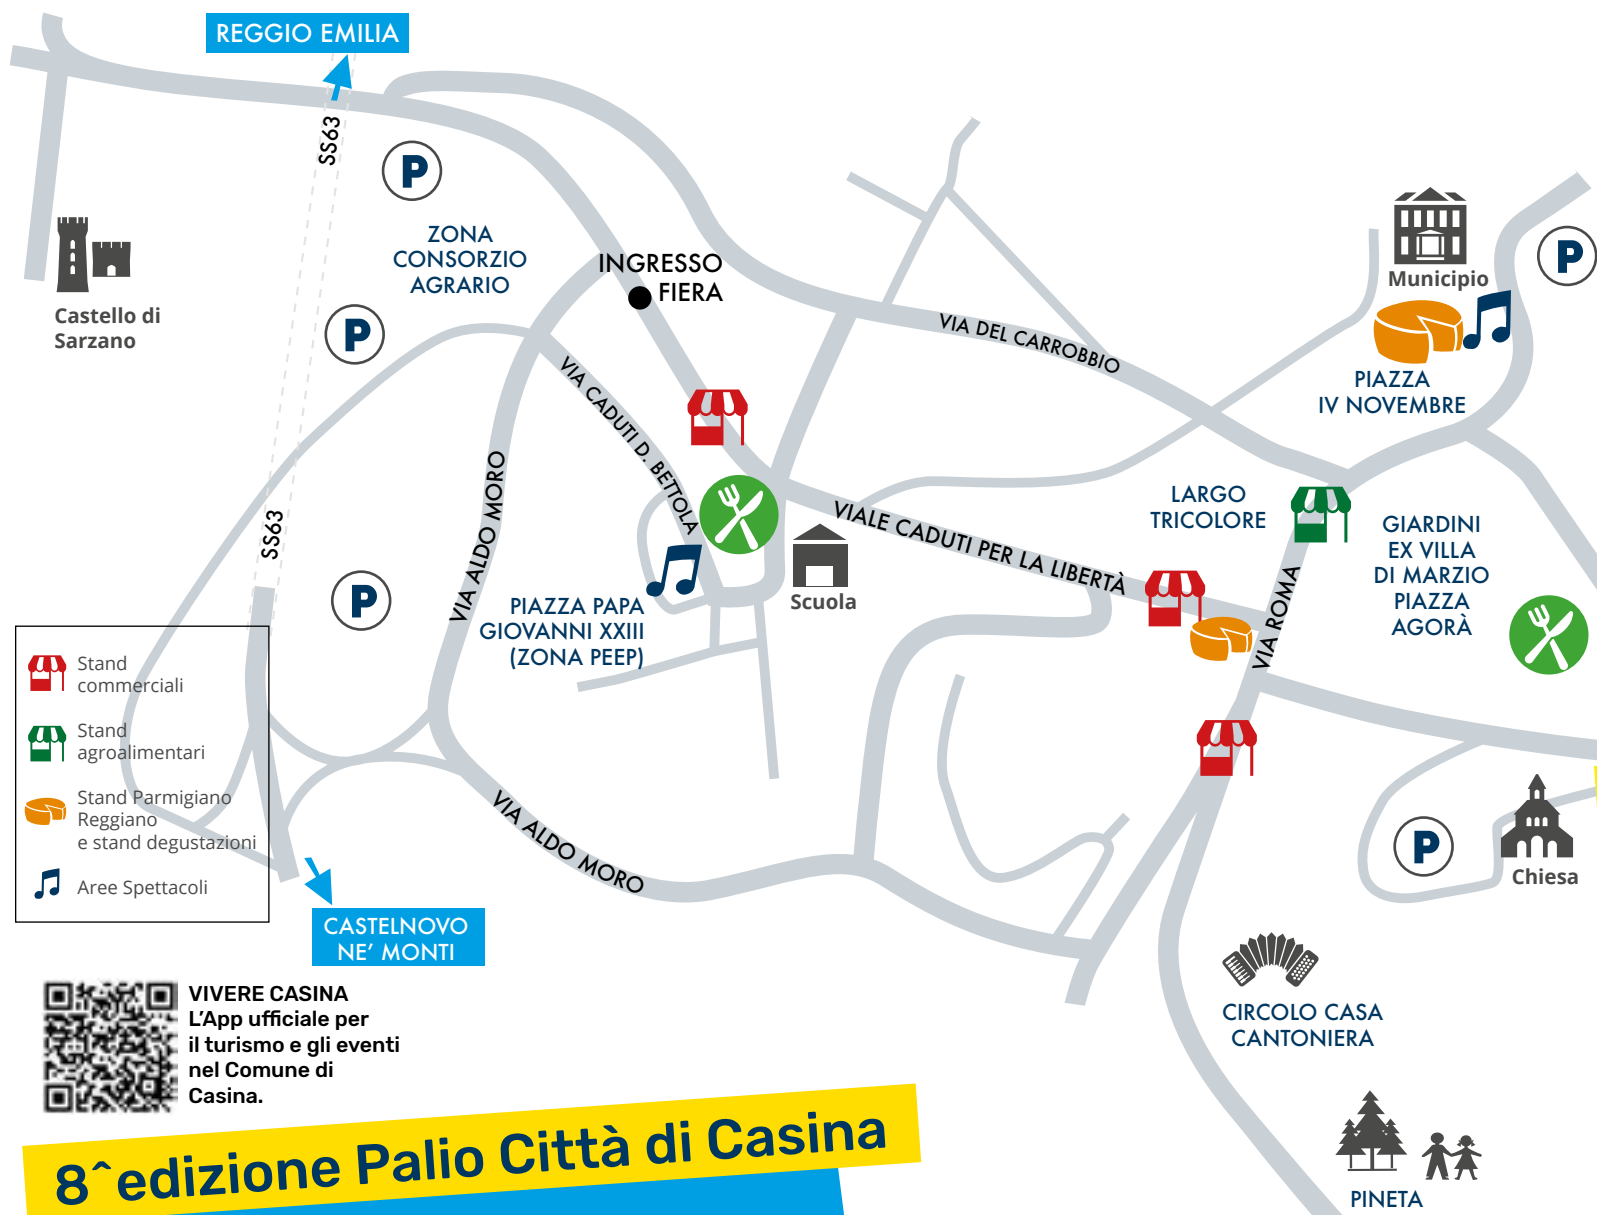 REGGIO EMILIA
SS63
P
ZONA
CONSORZIO
AGRARIO
INGRESSO
FIERA
Castello di
Sarzano
P
VIA DEL CARROBBIO
Municipio
P
PIAZZA
IV NOVEMBRE
VIA CADUTI D. BETTOLA
VIA ALDO MORO
SS63
LARGO
TRICOLORE
VIALE CADUTI PER LA LIBERTÀ
GIARDINI
EX VILLA
DI MARZIO
PIAZZA
AGORÀ
P
PIAZZA PAPA
GIOVANNI XXIII
(ZONA PEEP)
Scuola
VIA ROMA
Stand
commerciali
Stand
agroalimentari
Stand Parmigiano
Reggiano
e stand degustazioni
Aree Spettacoli
VIA ALDO MORO
P
Chiesa
CASTELNOVO
NE’ MONTI
VIVERE CASINA
L’App ufficiale per
il turismo e gli eventi
nel Comune di
Casina.
CIRCOLO CASA
CANTONIERA
8^edizione Palio Città di Casina
PINETA